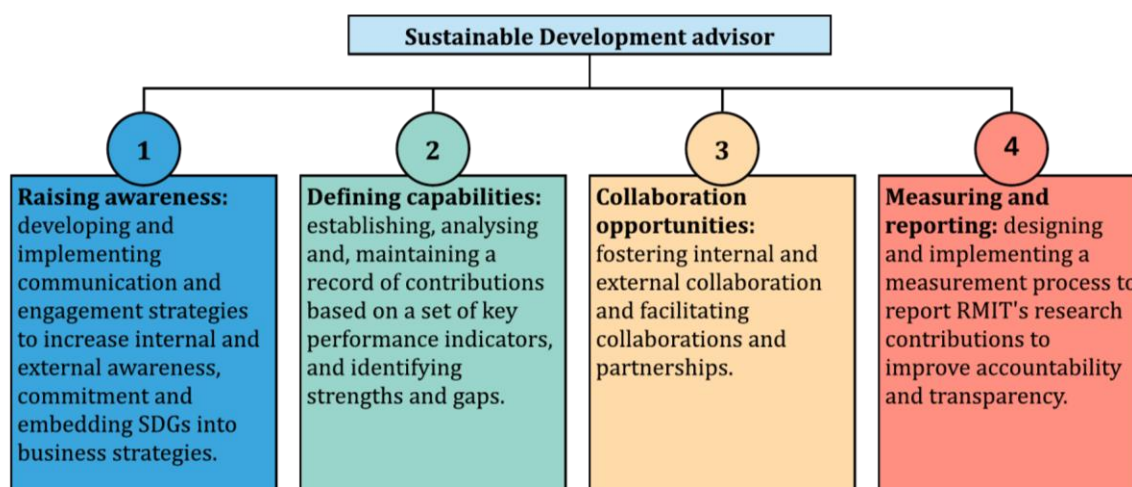 Sustainable Development advisor
1
Raising awareness:
developing and
implementing
communication and
engagement strategies
to increase internal and
external awareness,
commitment and
embedding SDGs into
business strategies.
2
Defining capabilities:
establishing, analysing
and, maintaining a
record of contributions
based on a set of key
performance indicators,
and identifying
strengths and gaps.
3
Collaboration
opportunities:
fostering internal and
external collaboration
and facilitating
collaborations and
partnerships.
4
Measuring and
reporting: designing
and implementing a
measurement process to
report RMIT's research
contributions to
improve accountability
and transparency.